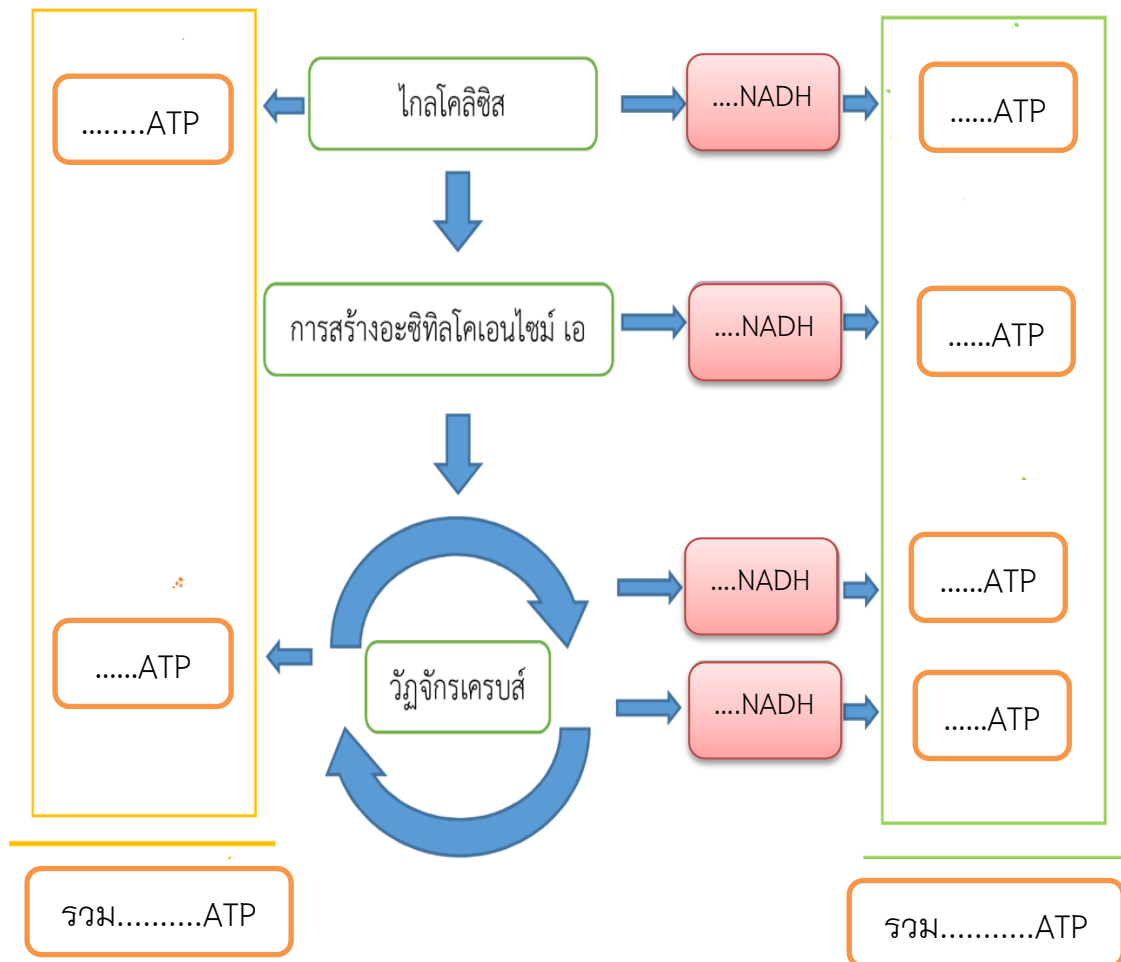 ไกลโคลิซิส
....NADH
........ATP
......ATP
การสร้างอะซิทิลโคเอนไซม์ เอ
....NADH
......ATP
....NADH
......ATP
......ATP
วัฏจักรเครบส์
....NADH
......ATP
รวม..........ATP
รวม...........ATP